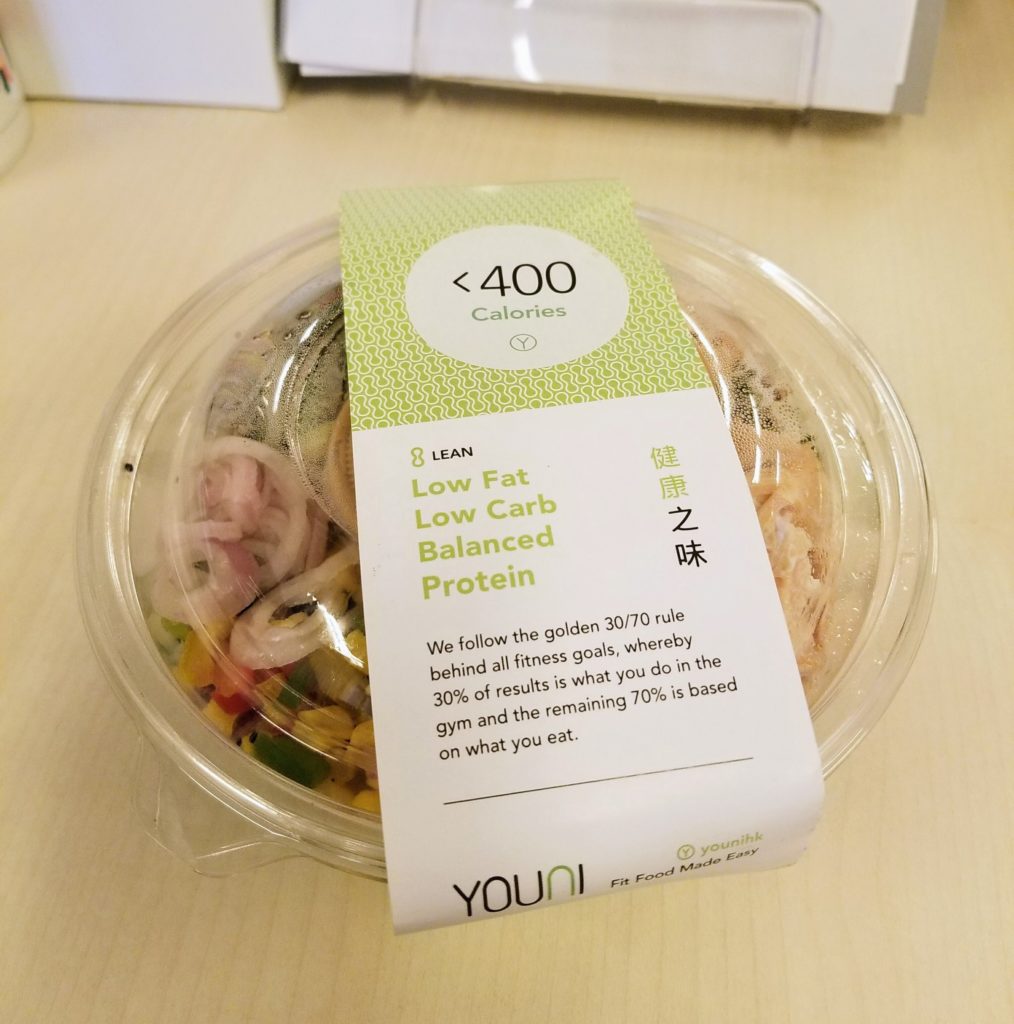 <400
Calories
Y
8 LEAN
Low Fat
Low Carb
Balanced
Protein
健康之味
We follow the golden 30/70 rule
behind all fitness goals, whereby
30% of results is what you do in the
gym and the remaining 70% is based
on what you eat.
Y younihk
YOUNI Fit Food Made Easy